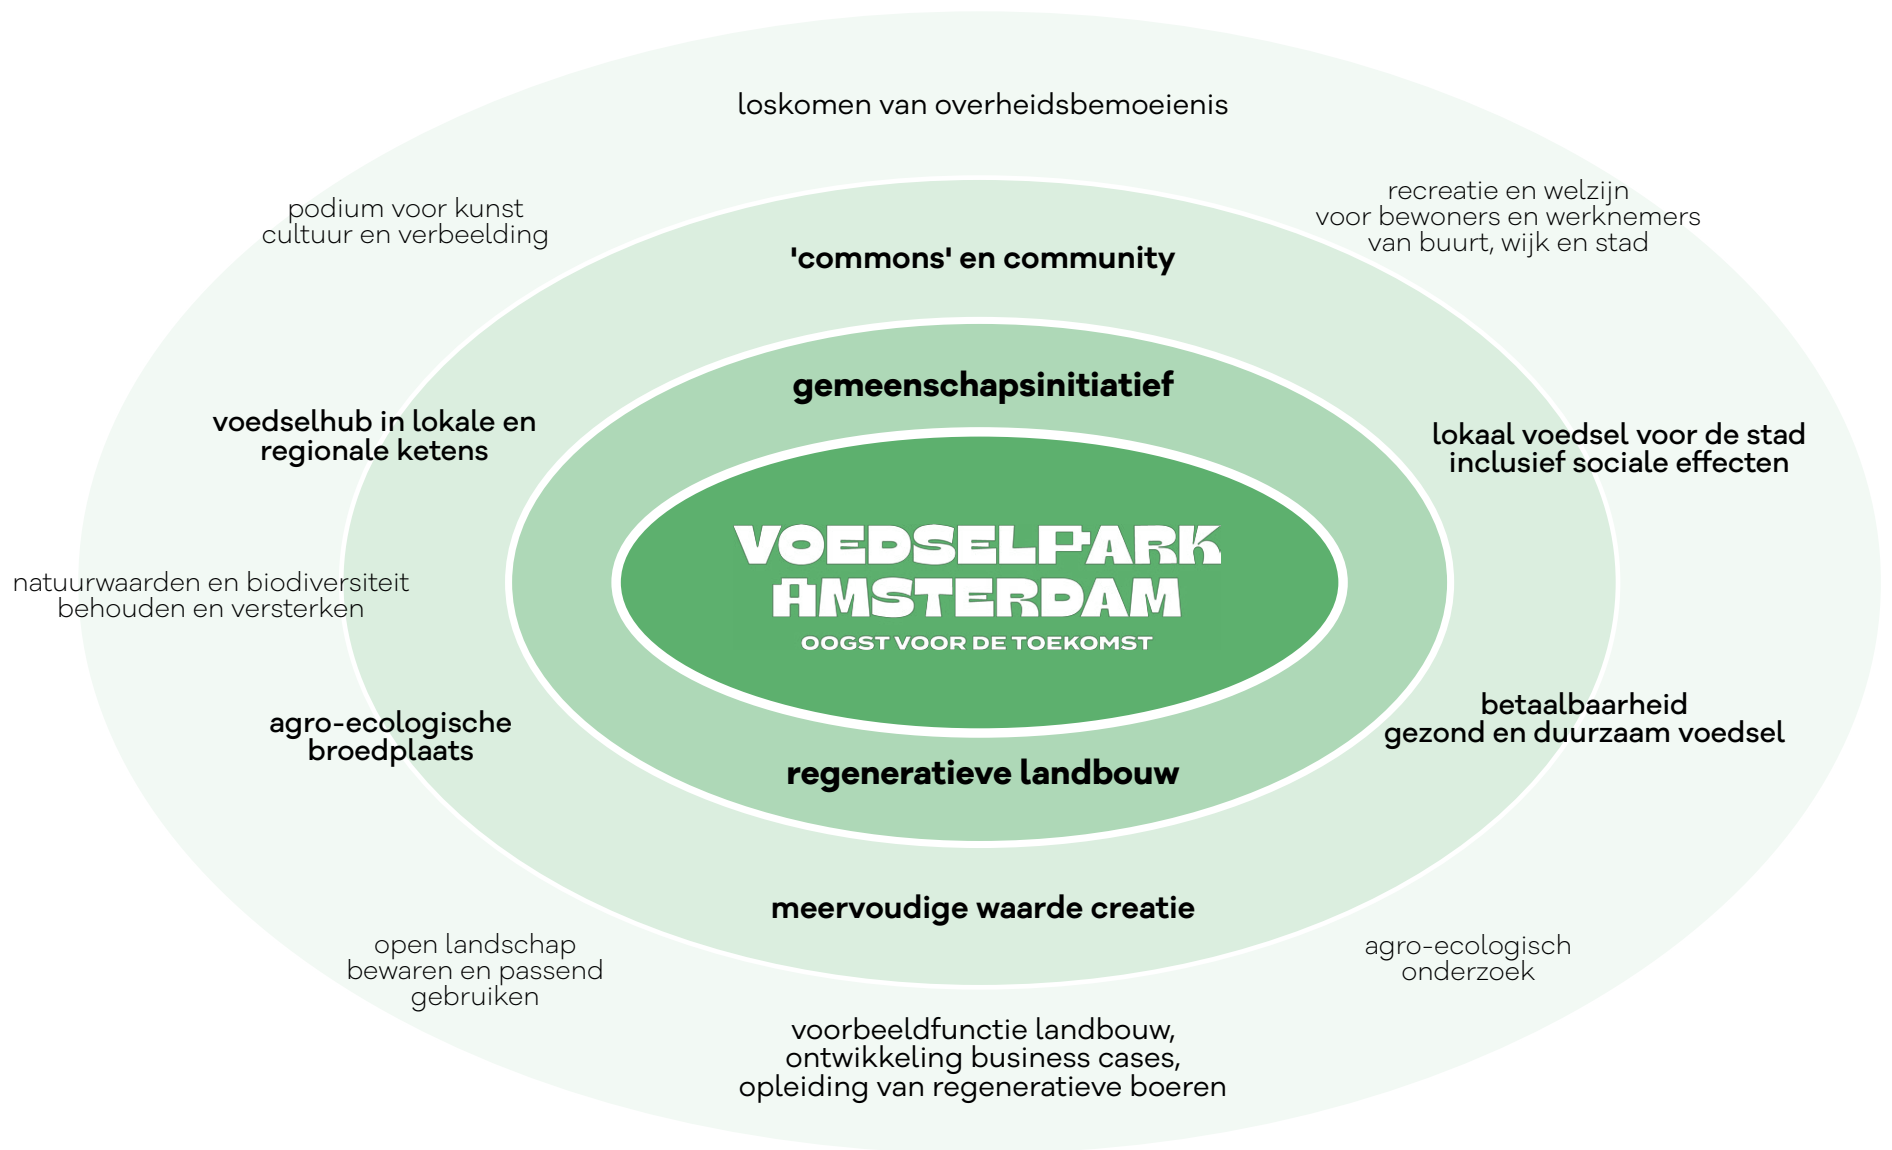 loskomen van overheidsbemoeienis
podium voor kunst
cultuur en verbeelding
recreatie en welzijn
voor bewoners en werknemers
van buurt, wijk en stad
'commons' en community
gemeenschapsinitiatief
voedselhub in lokale en
regionale ketens
lokaal voedsel voor de stad
inclusief sociale effecten
VOEDSELPARK
AMSTERDAM
OOGST VOOR DE TOEKOMST
natuurwaarden en biodiversiteit
behouden en versterken
agro-ecologische
broedplaats
betaalbaarheid
gezond en duurzaam voedsel
regeneratieve landbouw
meervoudige waarde creatie
open landschap
bewaren en passend
gebruiken
agro-ecologisch
onderzoek
voorbeeldfunctie landbouw,
ontwikkeling business cases,
opleiding van regeneratieve boeren